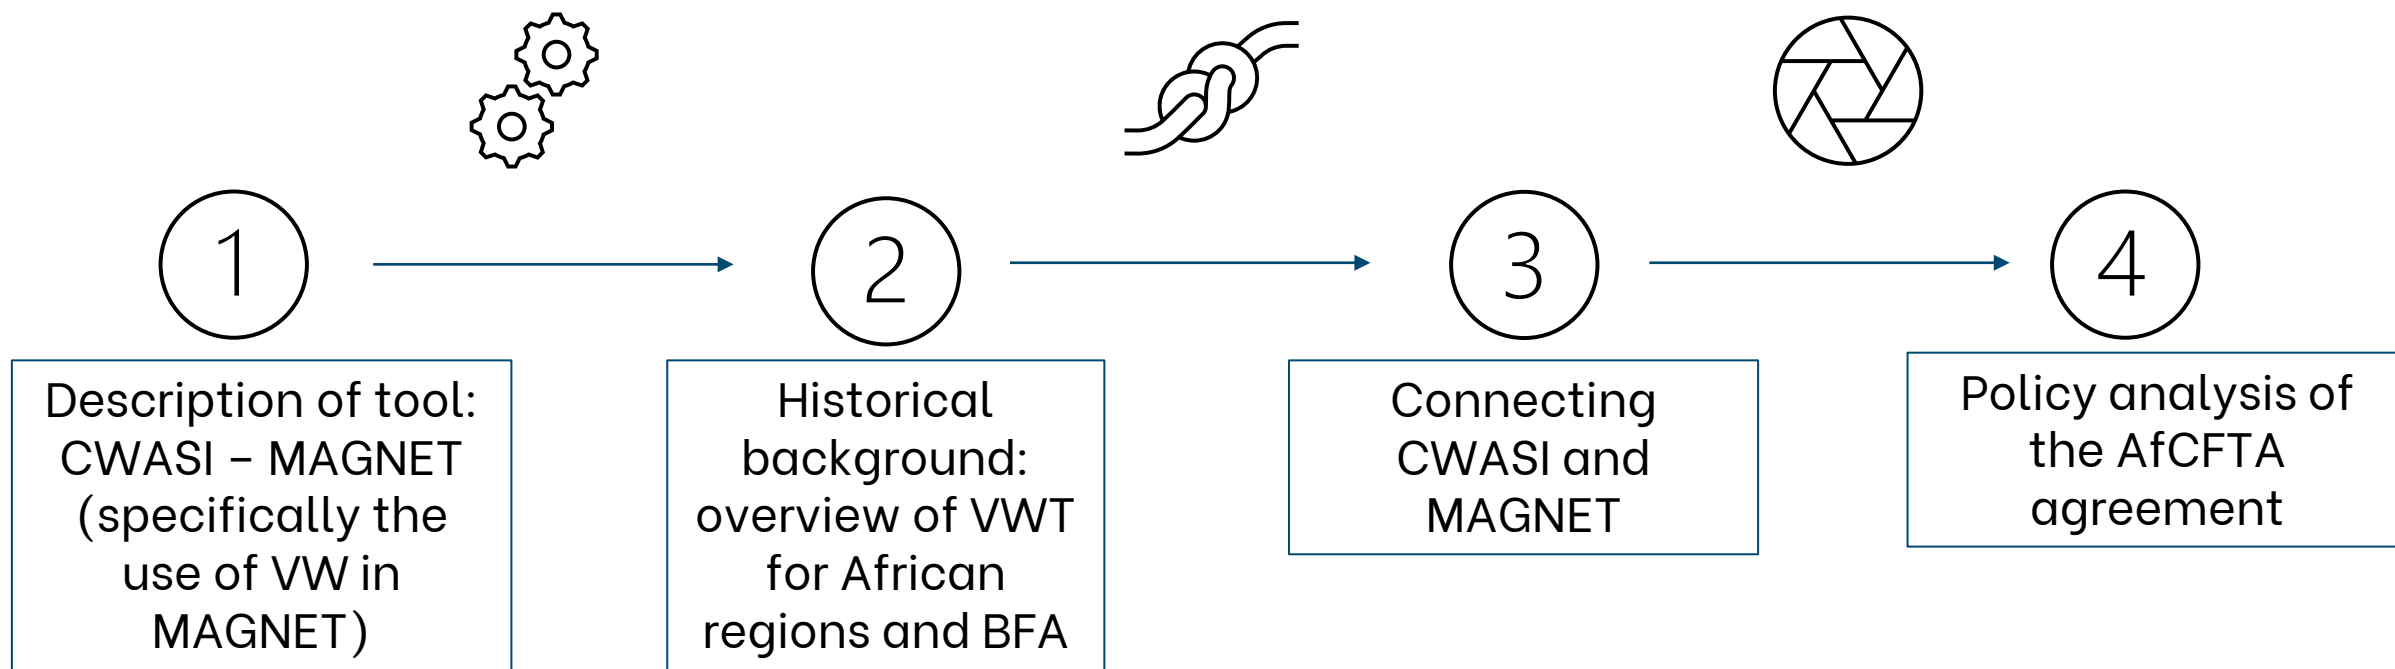 1
2
3
4
Description of tool:
CWASI – MAGNET
(specifically the
use of VW in
MAGNET)
Historical
background:
overview of VWT
for African
regions and BFA
Connecting
CWASI and
MAGNET
Policy analysis of
the AfCFTA
agreement